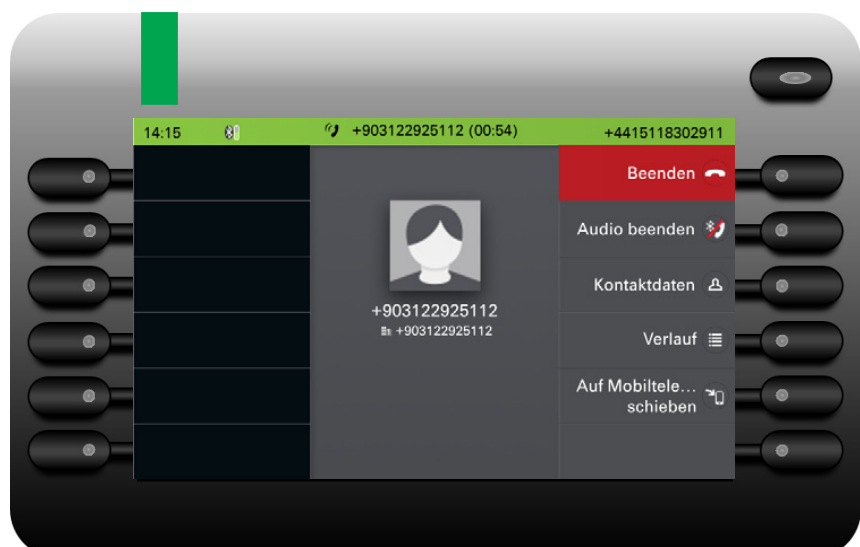 14:15
+903122925112 (00:54)
+4415118302911
Beenden
Audio beenden
Kontaktdaten
+903122925112
+903122925112
Verlauf
Auf Mobiltele...
schieben